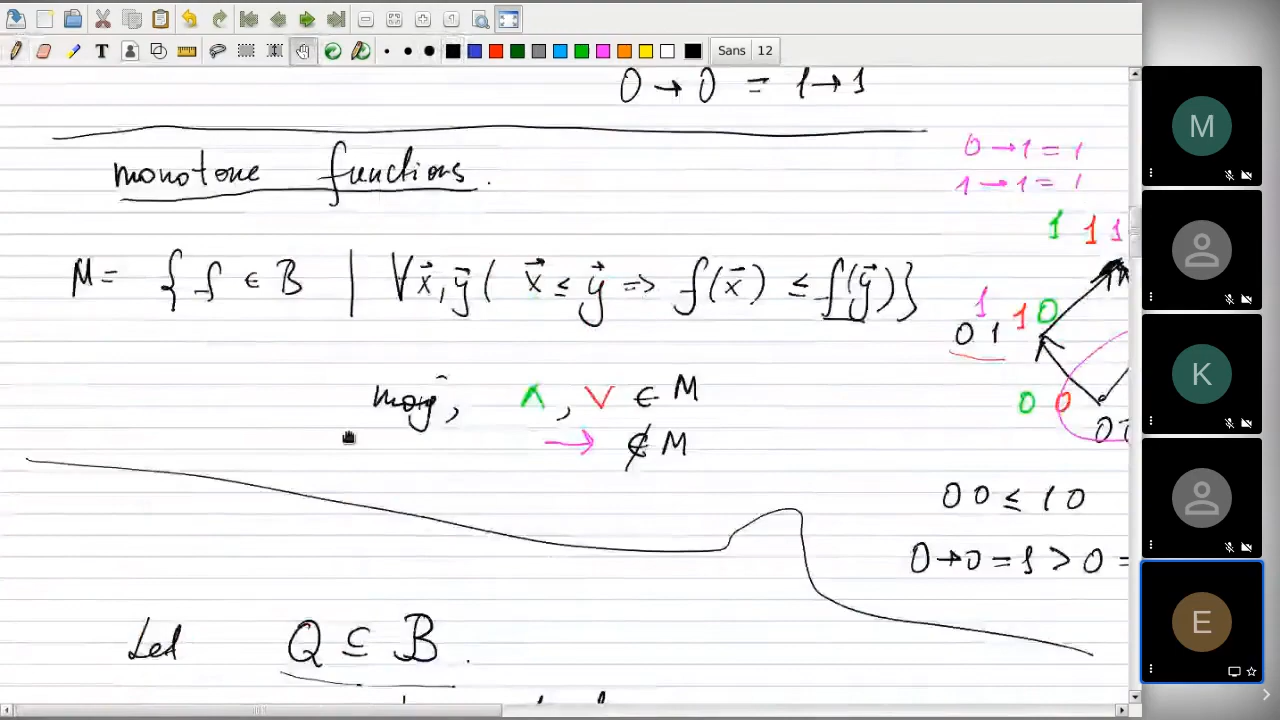 Sans 12
0 → 0 = 1 → 1
monotone functions.
0 → 1 = 1
1 → 1 = 1
1 1 1
M = { f ∈ B | ∀x⃗, y⃗ ( x⃗ ≤ y⃗ => f(x⃗) ≤ f(y⃗) }
1 1 0
0 1
maj, ∧, ∨ ∈ M
0 0
→ ∉ M
0 0 ≤ 1 0
0 → 0 = 1 > 0 =
Let Q ⊆ B.
M
K
E